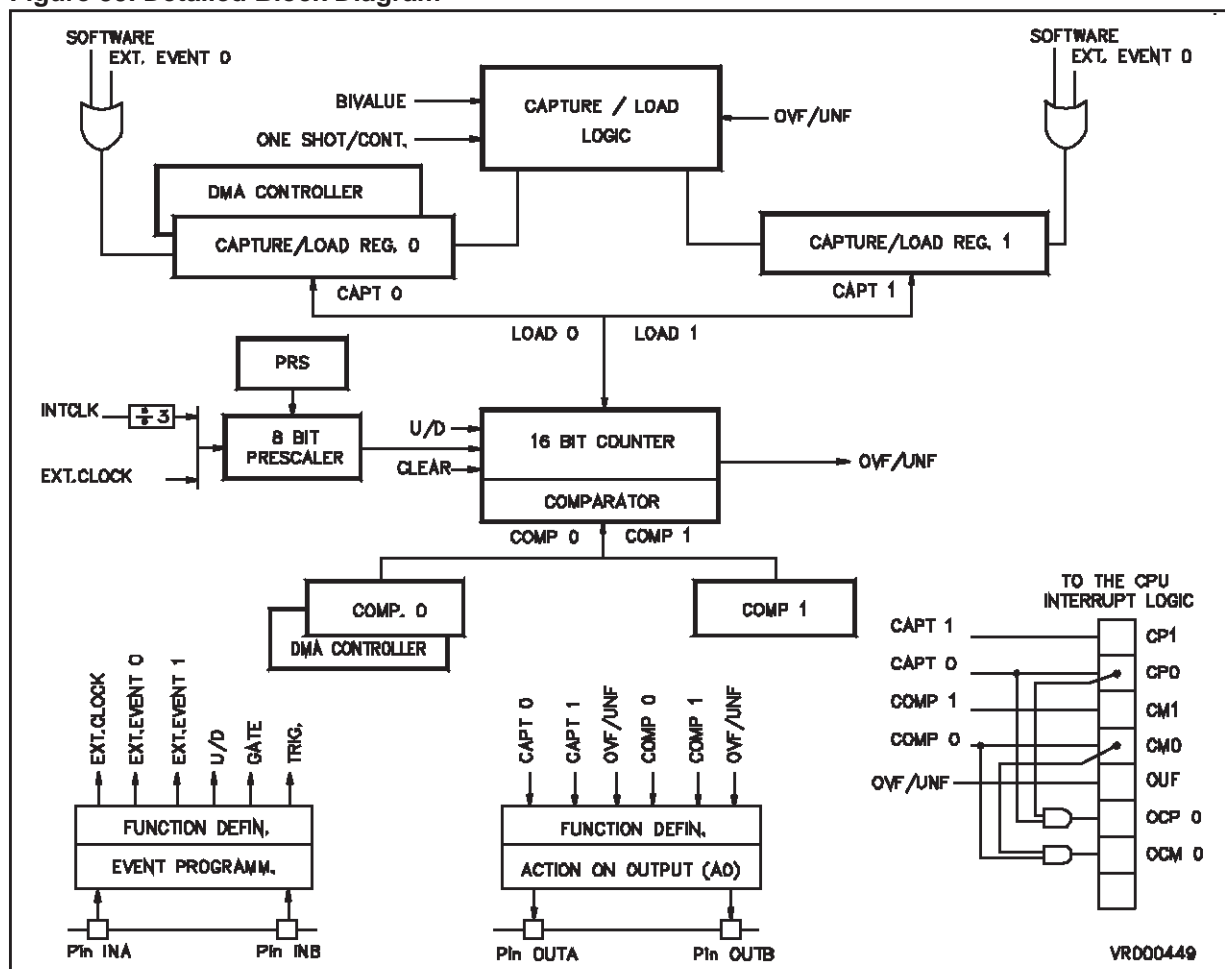 SOFTWARE
EXT. EVENT 0
BIVALUE
ONE SHOT/CONT.
CAPTURE / LOAD
LOGIC
OVF/UNF
SOFTWARE
EXT. EVENT 0
DMA CONTROLLER
CAPTURE/LOAD REG. 0
CAPTURE/LOAD REG. 1
CAPT 0
CAPT 1
LOAD 0
LOAD 1
PRS
INTCLK
÷ 3
8 BIT
PRESCALER
EXT.CLOCK
U/D
CLEAR
16 BIT COUNTER
COMPARATOR
OVF/UNF
COMP 0
COMP 1
COMP. 0
DMA CONTROLLER
COMP 1
TO THE CPU
INTERRUPT LOGIC
CAPT 1
CP1
CAPT 0
CP0
COMP 1
CM1
COMP 0
CM0
OVF/UNF
OUF
OCP 0
OCM 0
EXT.CLOCK
EXT.EVENT 0
EXT.EVENT 1
U/D
GATE
TRIG.
FUNCTION DEFIN.
EVENT PROGRAMM.
Pin INA
Pin INB
CAPT 0
CAPT 1
OVF/UNF
COMP 0
COMP 1
OVF/UNF
FUNCTION DEFIN.
ACTION ON OUTPUT (AO)
Pin OUTA
Pin OUTB
VR000449